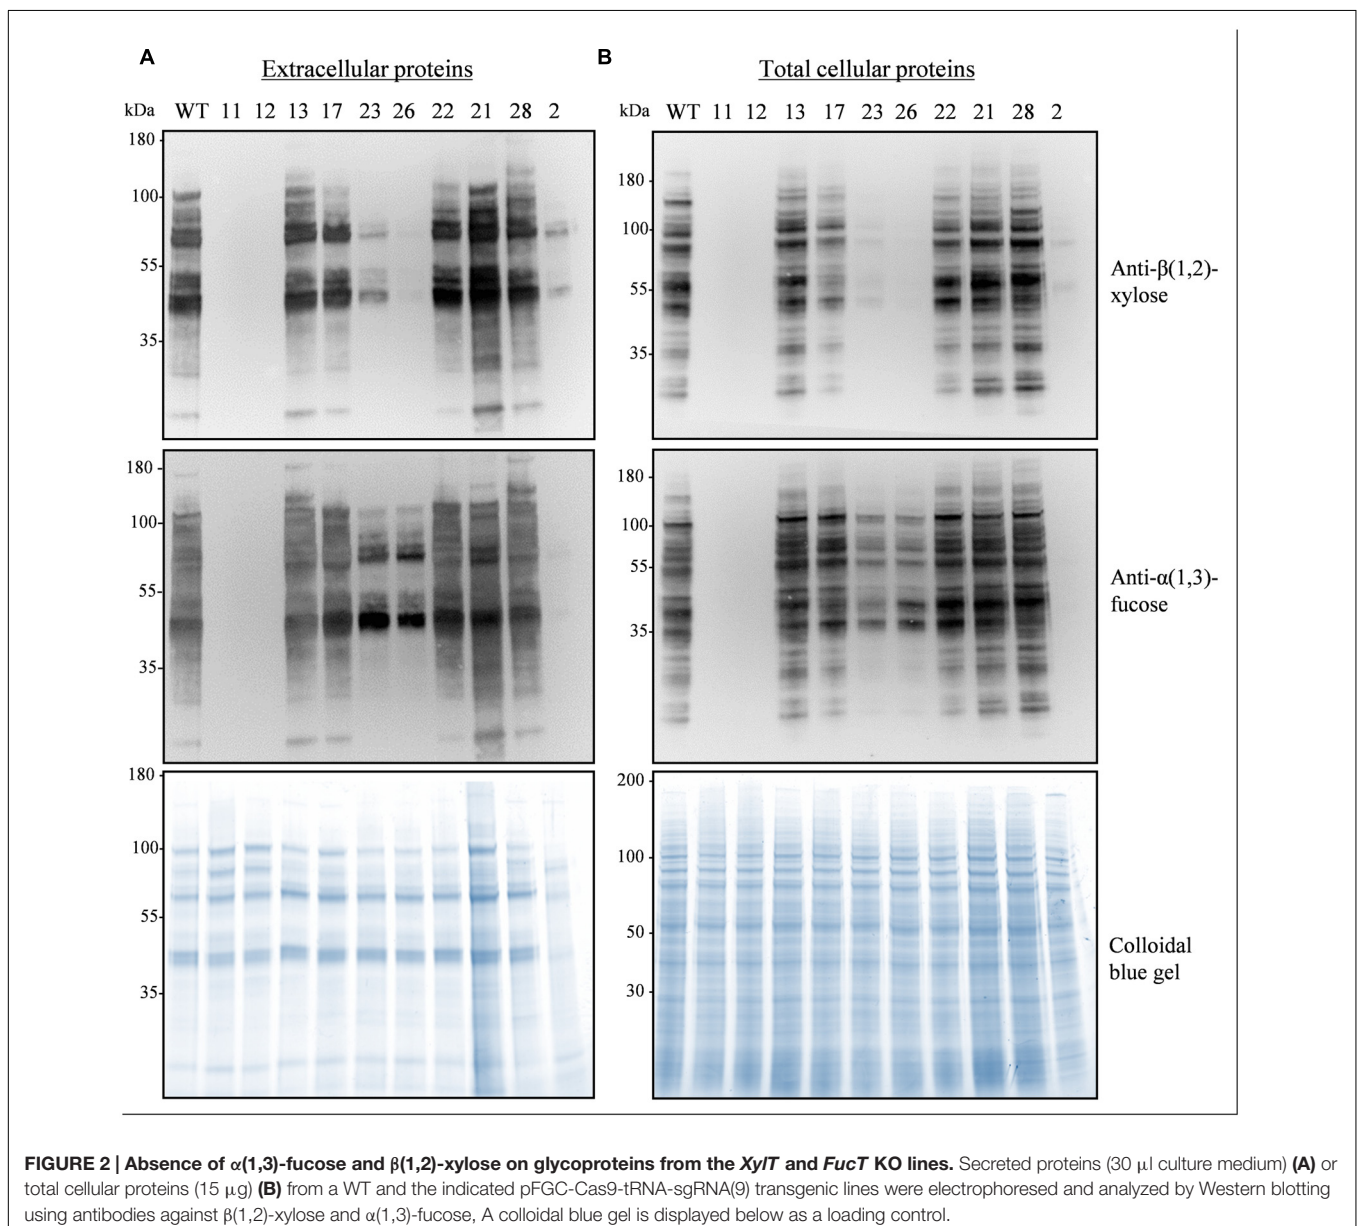 A
B
Extracellular proteins
Total cellular proteins
kDa WT 11 12 13 17 23 26 22 21 28 2
kDa WT 11 12 13 17 23 26 22 21 28 2
180
100
55
35
180
100
55
35
Anti-β(1,2)-
xylose
180
100
55
35
180
100
55
35
Anti-α(1,3)-
fucose
180
100
55
35
200
100
50
30
Colloidal
blue gel
FIGURE 2 | Absence of α(1,3)-fucose and β(1,2)-xylose on glycoproteins from the XylT and FucT KO lines. Secreted proteins (30 μl culture medium) (A) or
total cellular proteins (15 μg) (B) from a WT and the indicated pFGC-Cas9-tRNA-sgRNA(9) transgenic lines were electrophoresed and analyzed by Western blotting
using antibodies against β(1,2)-xylose and α(1,3)-fucose, A colloidal blue gel is displayed below as a loading control.